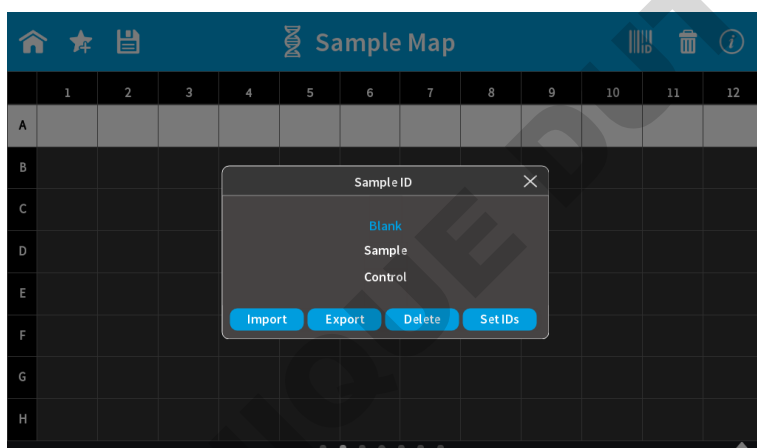 Sample Map
ID
i
1 2 3 4 5 6 7 8 9 10 11 12
A
B
Sample ID
C
Blank
D
Sample
Control
E
Import Export Delete Set IDs
F
G
H